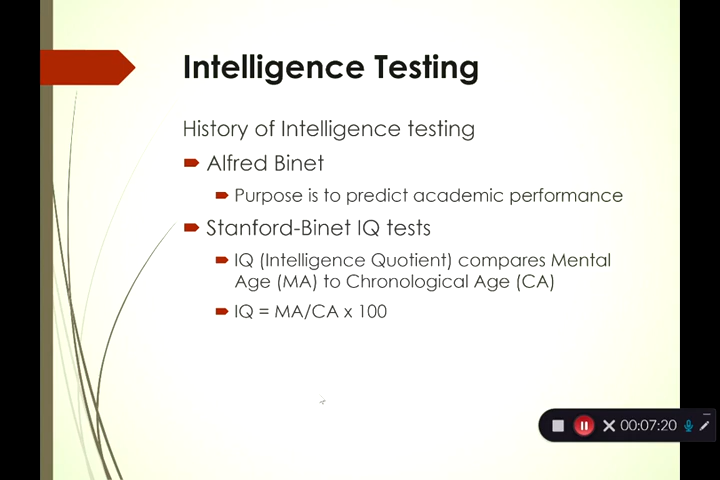 Intelligence Testing
History of Intelligence testing
Alfred Binet
Purpose is to predict academic performance
Stanford-Binet IQ tests
IQ (Intelligence Quotient) compares Mental
Age (MA) to Chronological Age (CA)
IQ = MA/CA x 100
00:07:20